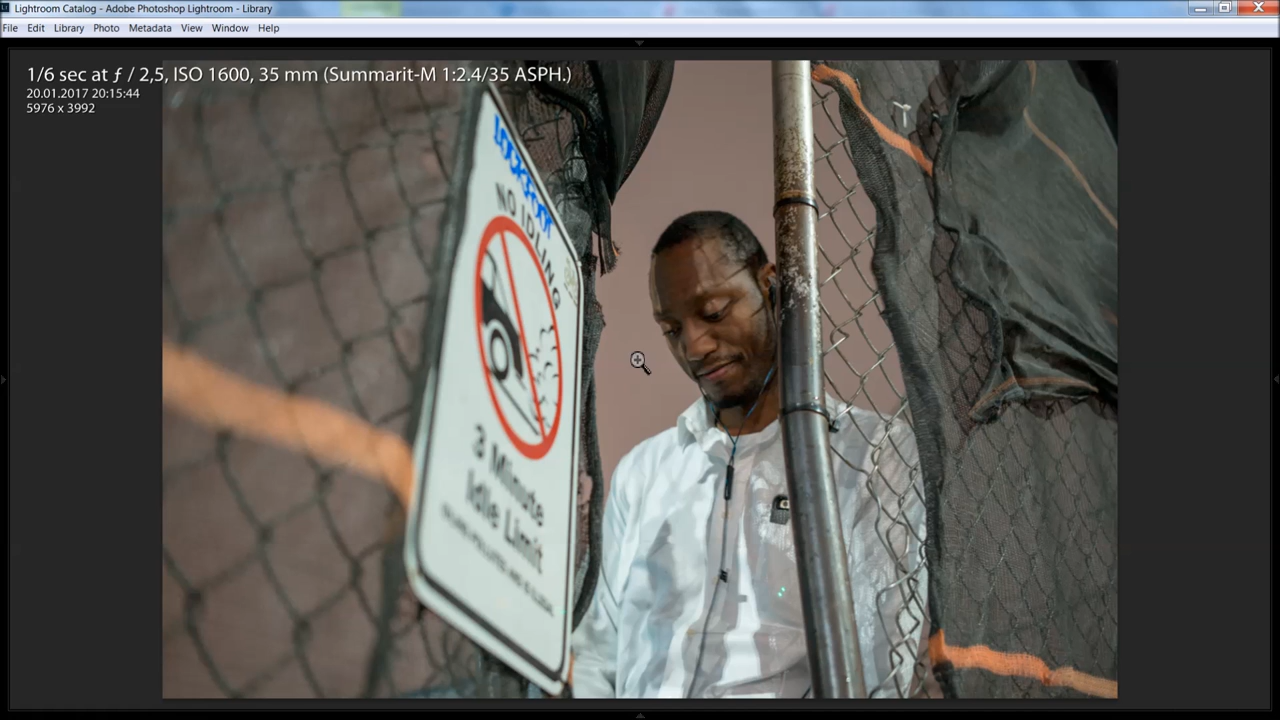 Lightroom Catalog - Adobe Photoshop Lightroom - Library
File Edit Library Photo Metadata View Window Help
1/6 sec at ƒ / 2,5, ISO 1600, 35 mm (Summarit-M 1:2.4/35 ASPH.)
20.01.2017 20:15:44
5976 x 3992
NO IDLING
3 Minute
Idle Limit